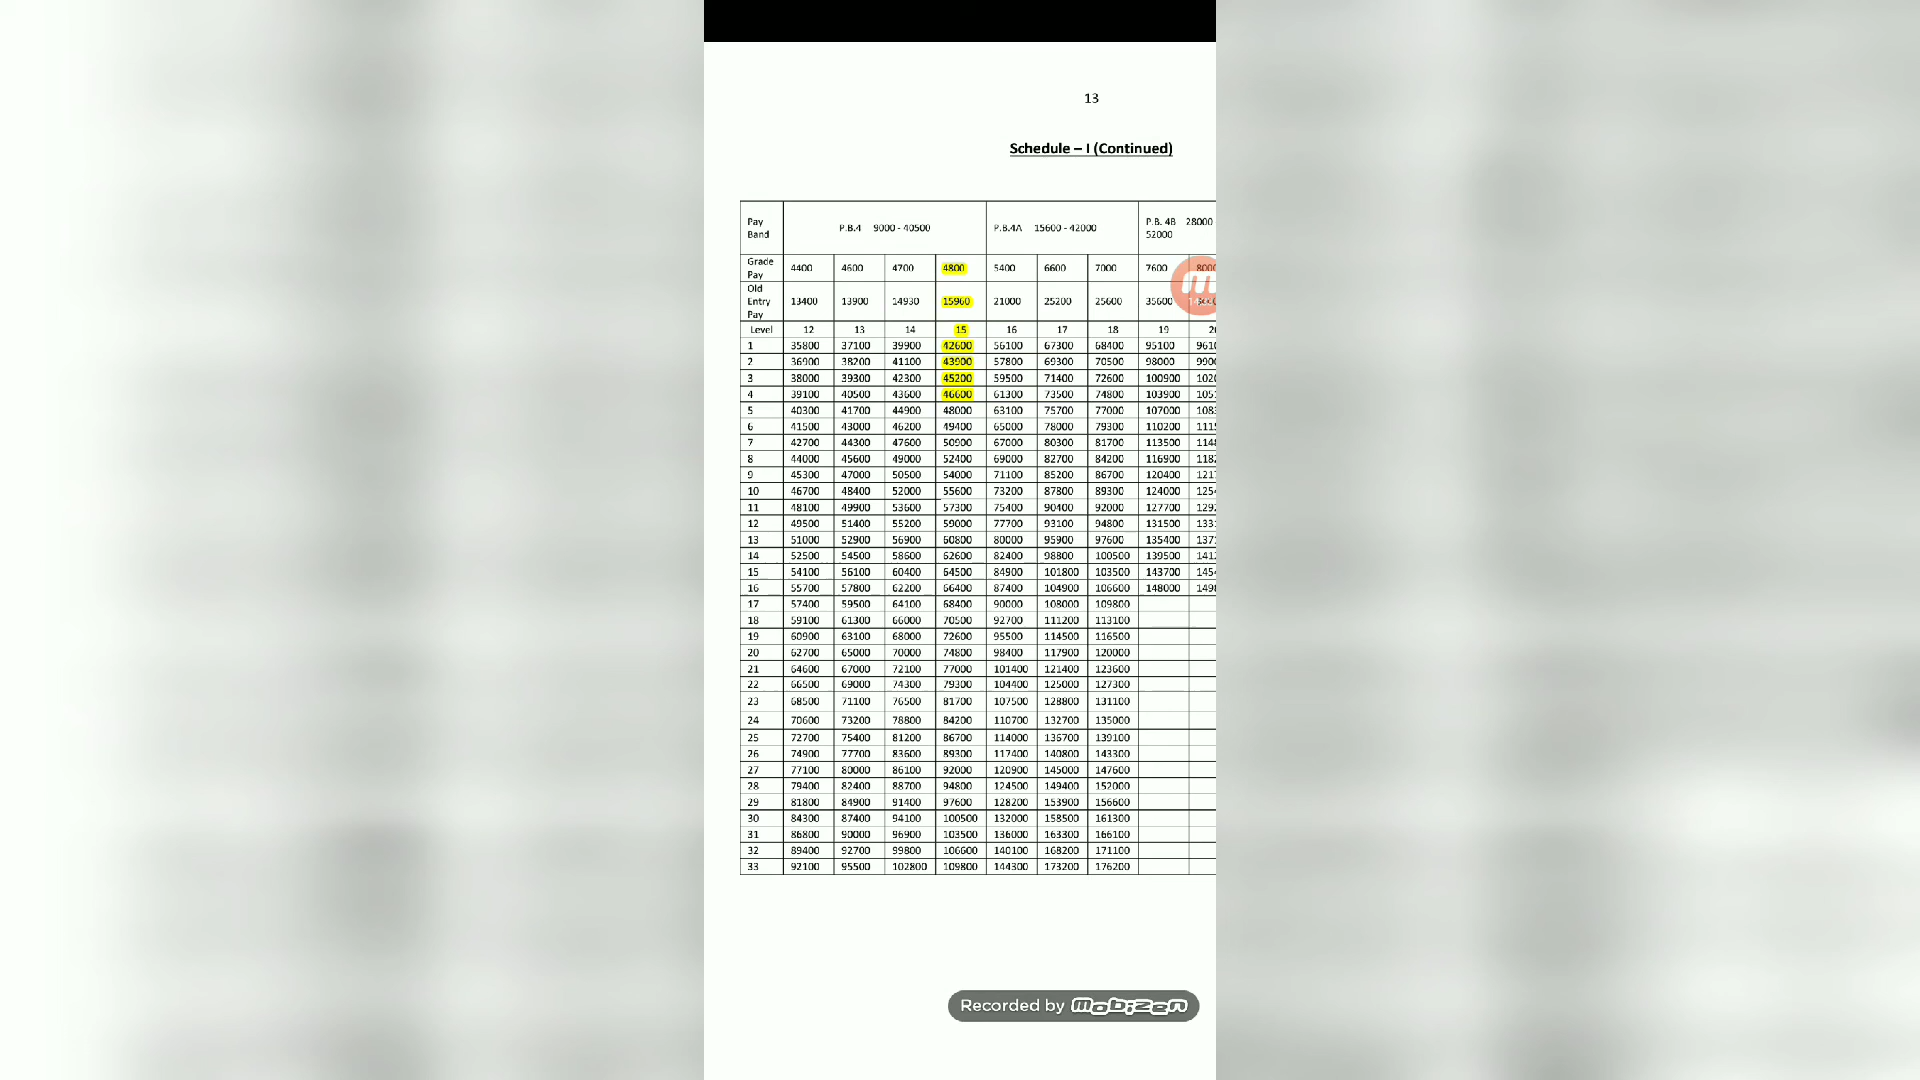 13
Schedule – I (Continued)
Pay Band P.B.4 9000 - 40500 P.B.4A 15600 - 42000 P.B. 4B 28000 52000
Grade Pay 4400 4600 4700 4800 5400 6600 7000 7600
Old Entry Pay 13400 13900 14930 15960 21000 25200 25600 35600
Level 12 13 14 15 16 17 18 19
1 35800 37100 39900 42600 56100 67300 68400 95100
2 36900 38200 41100 43900 57800 69300 70500 98000
3 38000 39300 42300 45200 59500 71400 72600 100900
4 39100 40500 43600 46600 61300 73500 74800 103900
5 40300 41700 44900 48000 63100 75700 77000 107000
6 41500 43000 46200 49400 65000 78000 79300 110200
7 42700 44300 47600 50900 67000 80300 81700 113500
8 44000 45600 49000 52400 69000 82700 84200 116900
9 45300 47000 50500 54000 71100 85200 86700 120400
10 46700 48400 52000 55600 73200 87800 89300 124000
11 48100 49900 53600 57300 75400 90400 92000 127700
12 49500 51400 55200 59000 77700 93100 94800 131500
13 51000 52900 56900 60800 80000 95900 97600 135400
14 52500 54500 58600 62600 82400 98800 100500 139500
15 54100 56100 60400 64500 84900 101800 103500 143700
16 55700 57800 62200 66400 87400 104900 106600 148000
17 57400 59500 64100 68400 90000 108000 109800
18 59100 61300 66000 70500 92700 111200 113100
19 60900 63100 68000 72600 95500 114500 116500
20 62700 65000 70000 74800 98400 117900 120000
21 64600 67000 72100 77000 101400 121400 123600
22 66500 69000 74300 79300 104400 125000 127300
23 68500 71100 76500 81700 107500 128800 131100
24 70600 73200 78800 84200 110700 132700 135000
25 72700 75400 81200 86700 114000 136700 139100
26 74900 77700 83600 89300 117400 140800 143300
27 77100 80000 86100 92000 120900 145000 147600
28 79400 82400 88700 94800 124500 149400 152000
29 81800 84900 91400 97600 128200 153900 156600
30 84300 87400 94100 100500 132000 158500 161300
31 86800 90000 96900 103500 136000 163300 166100
32 89400 92700 99800 106600 140100 168200 171100
33 92100 95500 102800 109800 144300 173200 176200
Recorded by mobizen